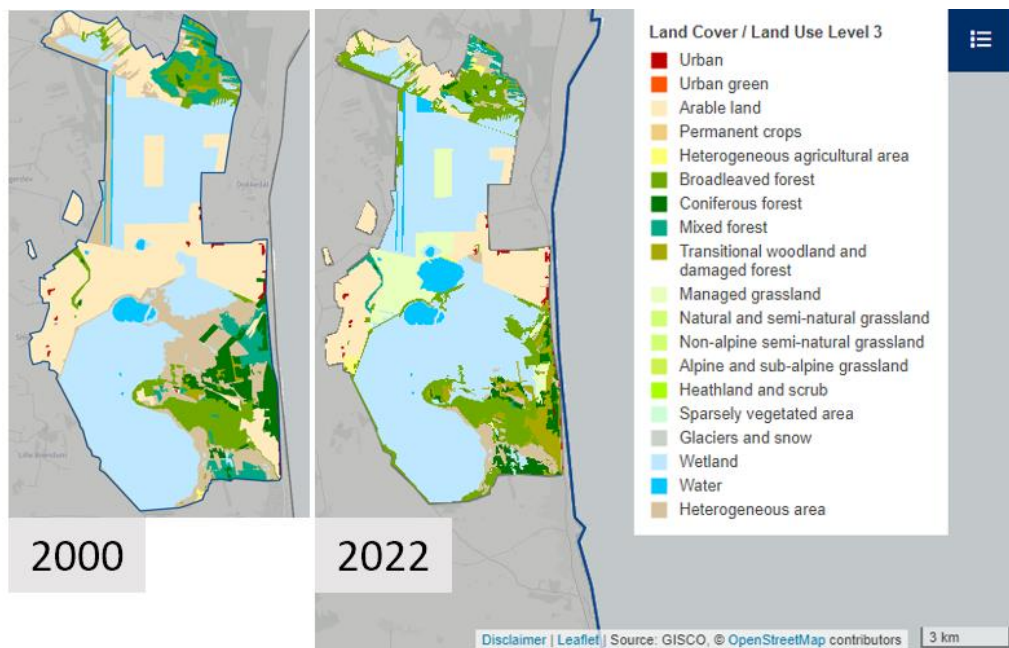 Land Cover / Land Use Level 3
Urban
Urban green
Arable land
Permanent crops
Heterogeneous agricultural area
Broadleaved forest
Coniferous forest
Mixed forest
Transitional woodland and
damaged forest
Managed grassland
Natural and semi-natural grassland
Non-alpine semi-natural grassland
Alpine and sub-alpine grassland
Heathland and scrub
Sparsely vegetated area
Glaciers and snow
Wetland
Water
Heterogeneous area
2000
2022
Disclaimer | Leaflet | Source: GISCO, © OpenStreetMap contributors
3 km